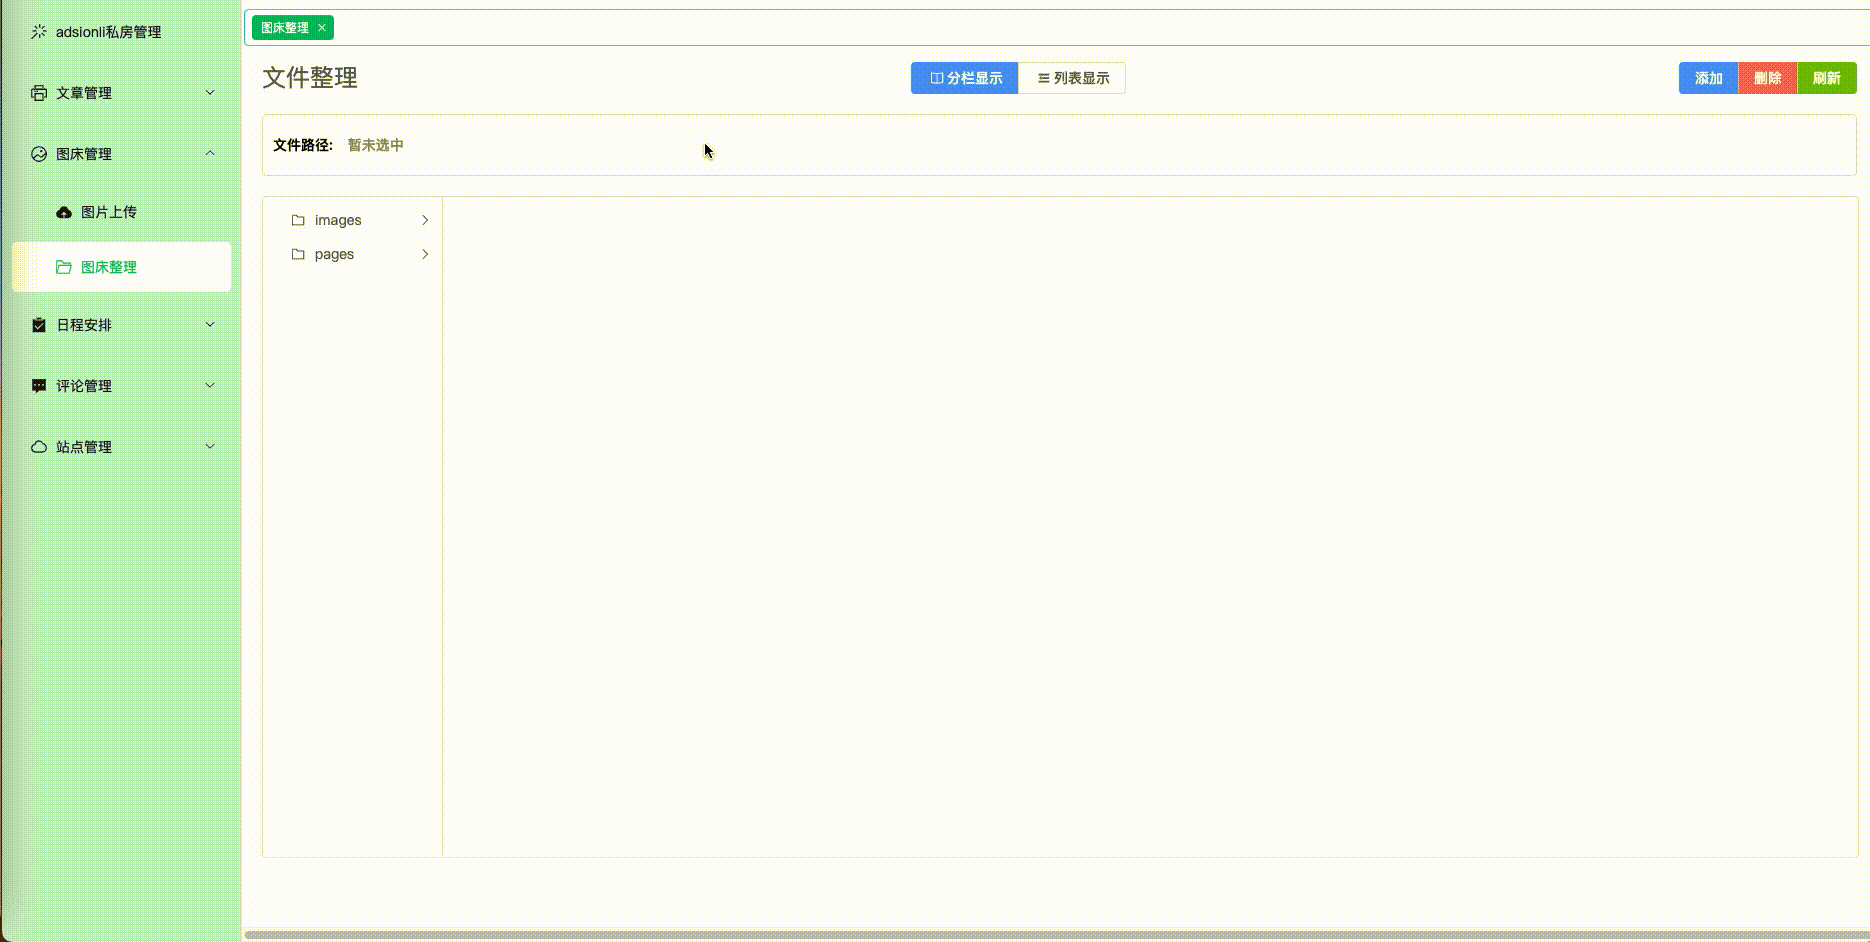 adsionli私房管理
文章管理
图床管理
图片上传
图床整理
日程安排
评论管理
站点管理
图床整理
文件整理
分栏显示 列表显示
添加 删除 刷新
文件路径: 暂未选中
images
pages